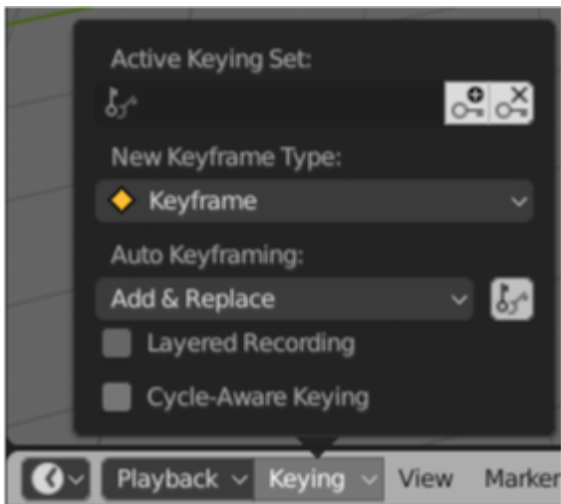 Active Keying Set:
New Keyframe Type:
Keyframe
Auto Keyframing:
Add & Replace
Layered Recording
Cycle-Aware Keying
Playback Keying View Marker